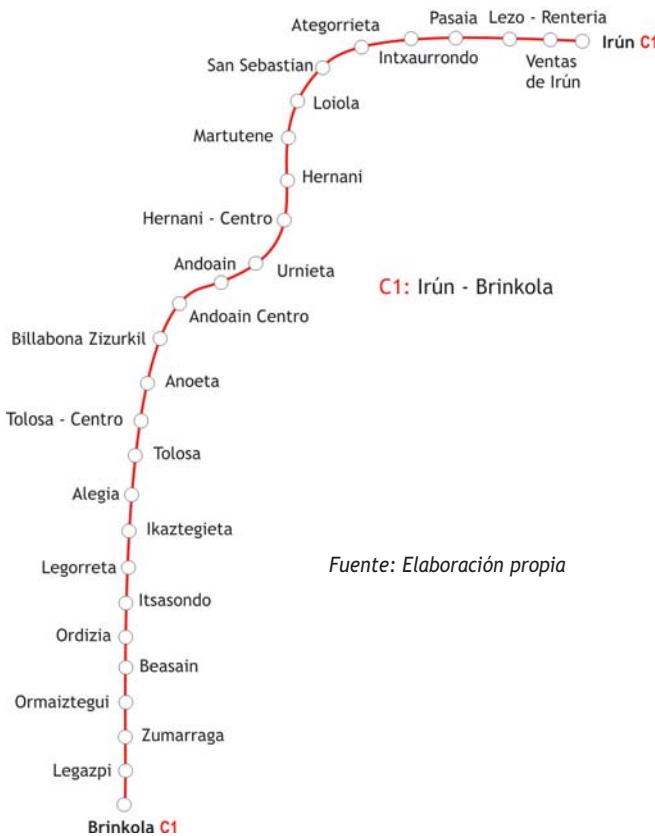 Pasaia
Lezo - Renteria
Ategorrieta
Irún C1
San Sebastian
Intxaurrondo
Ventas
de Irún
Loiola
Martutene
Hernani
Hernani - Centro
Andoain
Urnieta
C1: Irún - Brinkola
Andoain Centro
Billabona Zizurkil
Anoeta
Tolosa - Centro
Tolosa
Alegia
Ikaztegieta
Fuente: Elaboración propia
Legorreta
Itsasondo
Ordizia
Beasain
Ormaiztegui
Zumarraga
Legazpi
Brinkola C1